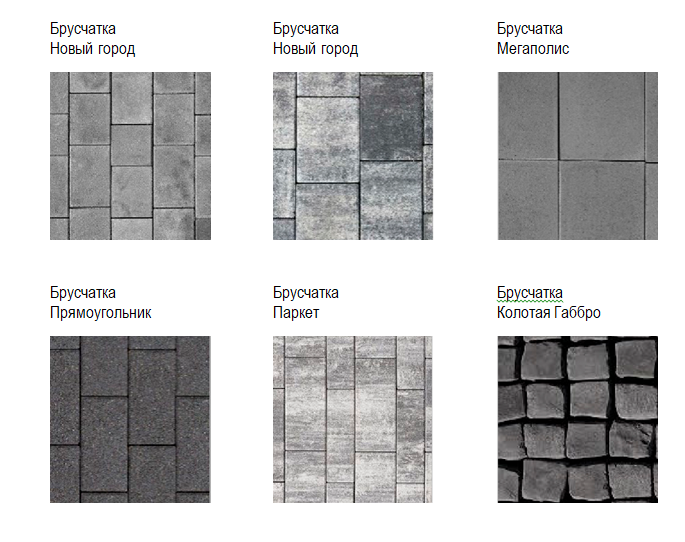 Брусчатка
Новый город
Брусчатка
Новый город
Брусчатка
Мегаполис
Брусчатка
Прямоугольник
Брусчатка
Паркет
Брусчатка
Колотая Габбро